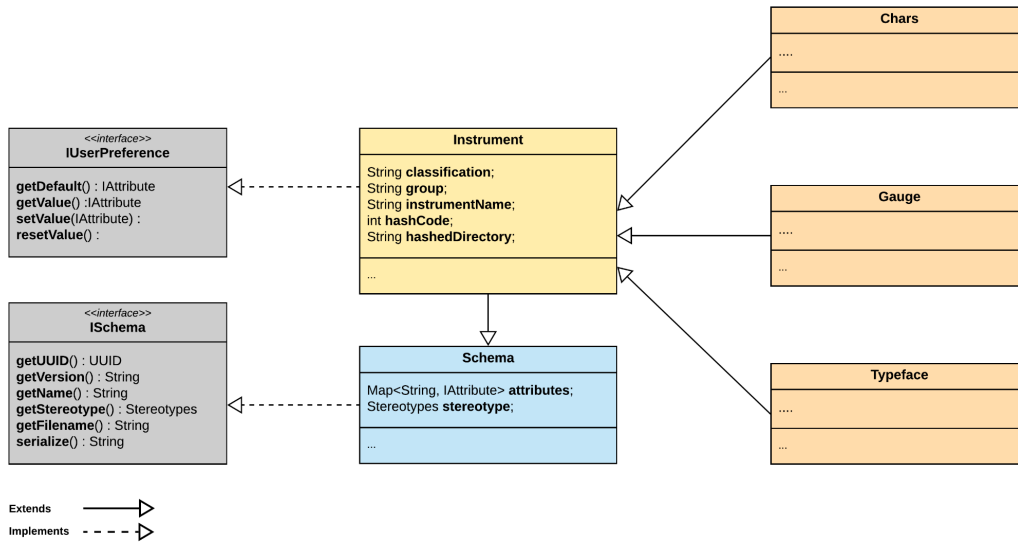 Chars
....
...
<<interface>>
IUserPreference
getDefault() : IAttribute
getValue() :IAttribute
setValue(IAttribute) :
resetValue() :
Instrument
String classification;
String group;
String instrumentName;
int hashCode;
String hashedDirectory;
...
Gauge
....
...
<<interface>>
ISchema
getUUID() : UUID
getVersion() : String
getName() : String
getStereotype() : Stereotypes
getFilename() : String
serialize() : String
Schema
Map<String, IAttribute> attributes;
Stereotypes stereotype;
...
Typeface
....
...
Extends
Implements